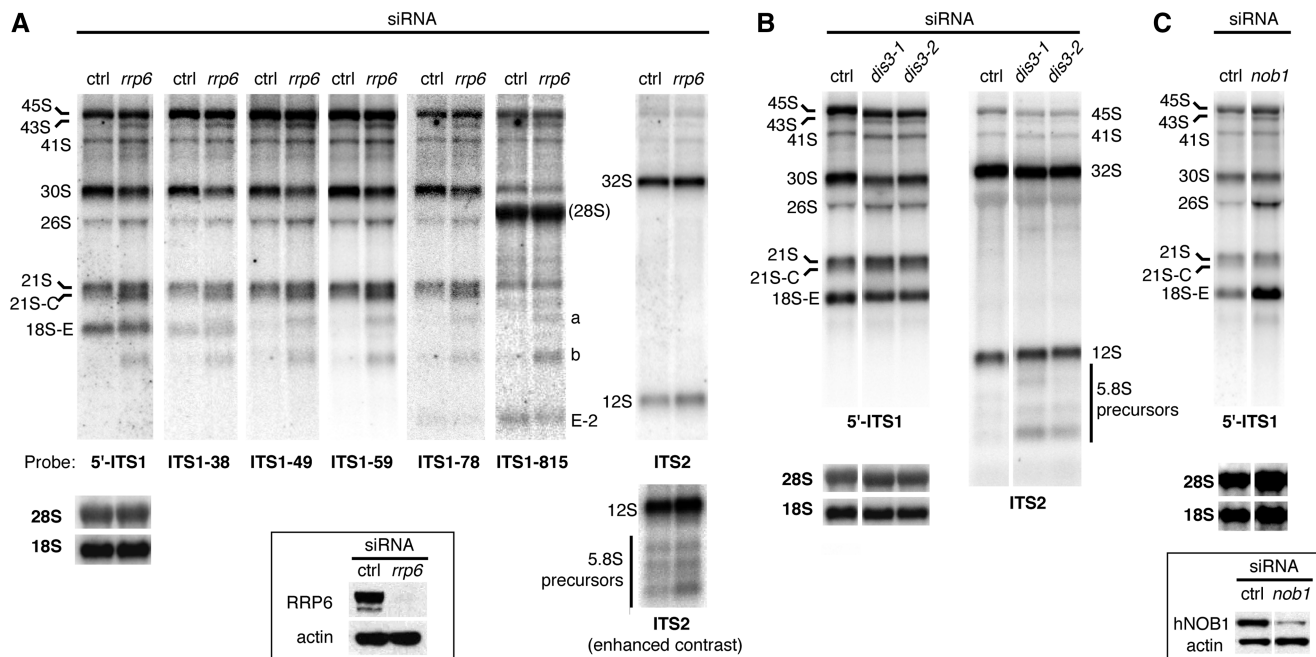 A
siRNA
ctrl rrp6 ctrl rrp6 ctrl rrp6 ctrl rrp6 ctrl rrp6 ctrl rrp6 ctrl rrp6
45S
43S
41S
30S
26S
21S
21S-C
18S-E
32S
(28S)
a
b
12S
E-2
Probe: 5'-ITS1 ITS1-38 ITS1-49 ITS1-59 ITS1-78 ITS1-815 ITS2
28S
18S
siRNA
ctrl rrp6
RRP6
actin
12S
5.8S
precursors
ITS2
(enhanced contrast)
B
siRNA
ctrl dis3-1 dis3-2 ctrl dis3-1 dis3-2
45S
43S
41S
30S
26S
21S
21S-C
18S-E
5'-ITS1
28S
18S
45S
41S
32S
12S
5.8S
precursors
ITS2
C
siRNA
ctrl nob1
45S
43S
41S
30S
26S
21S
21S-C
18S-E
5'-ITS1
28S
18S
siRNA
ctrl nob1
hNOB1
actin